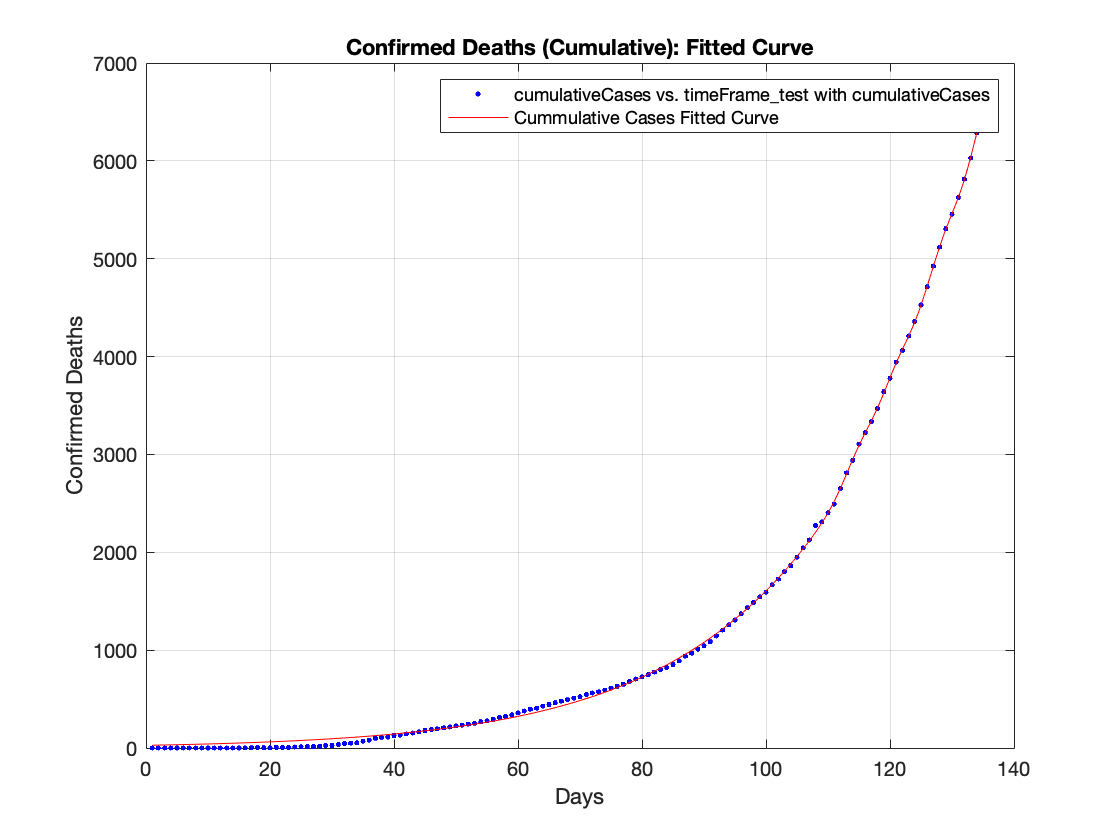 Confirmed Deaths (Cumulative): Fitted Curve
7000
cumulativeCases vs. timeFrame_test with cumulativeCases
Cummulative Cases Fitted Curve
6000
5000
4000
Confirmed Deaths
3000
2000
1000
0
0 20 40 60 80 100 120 140
Days